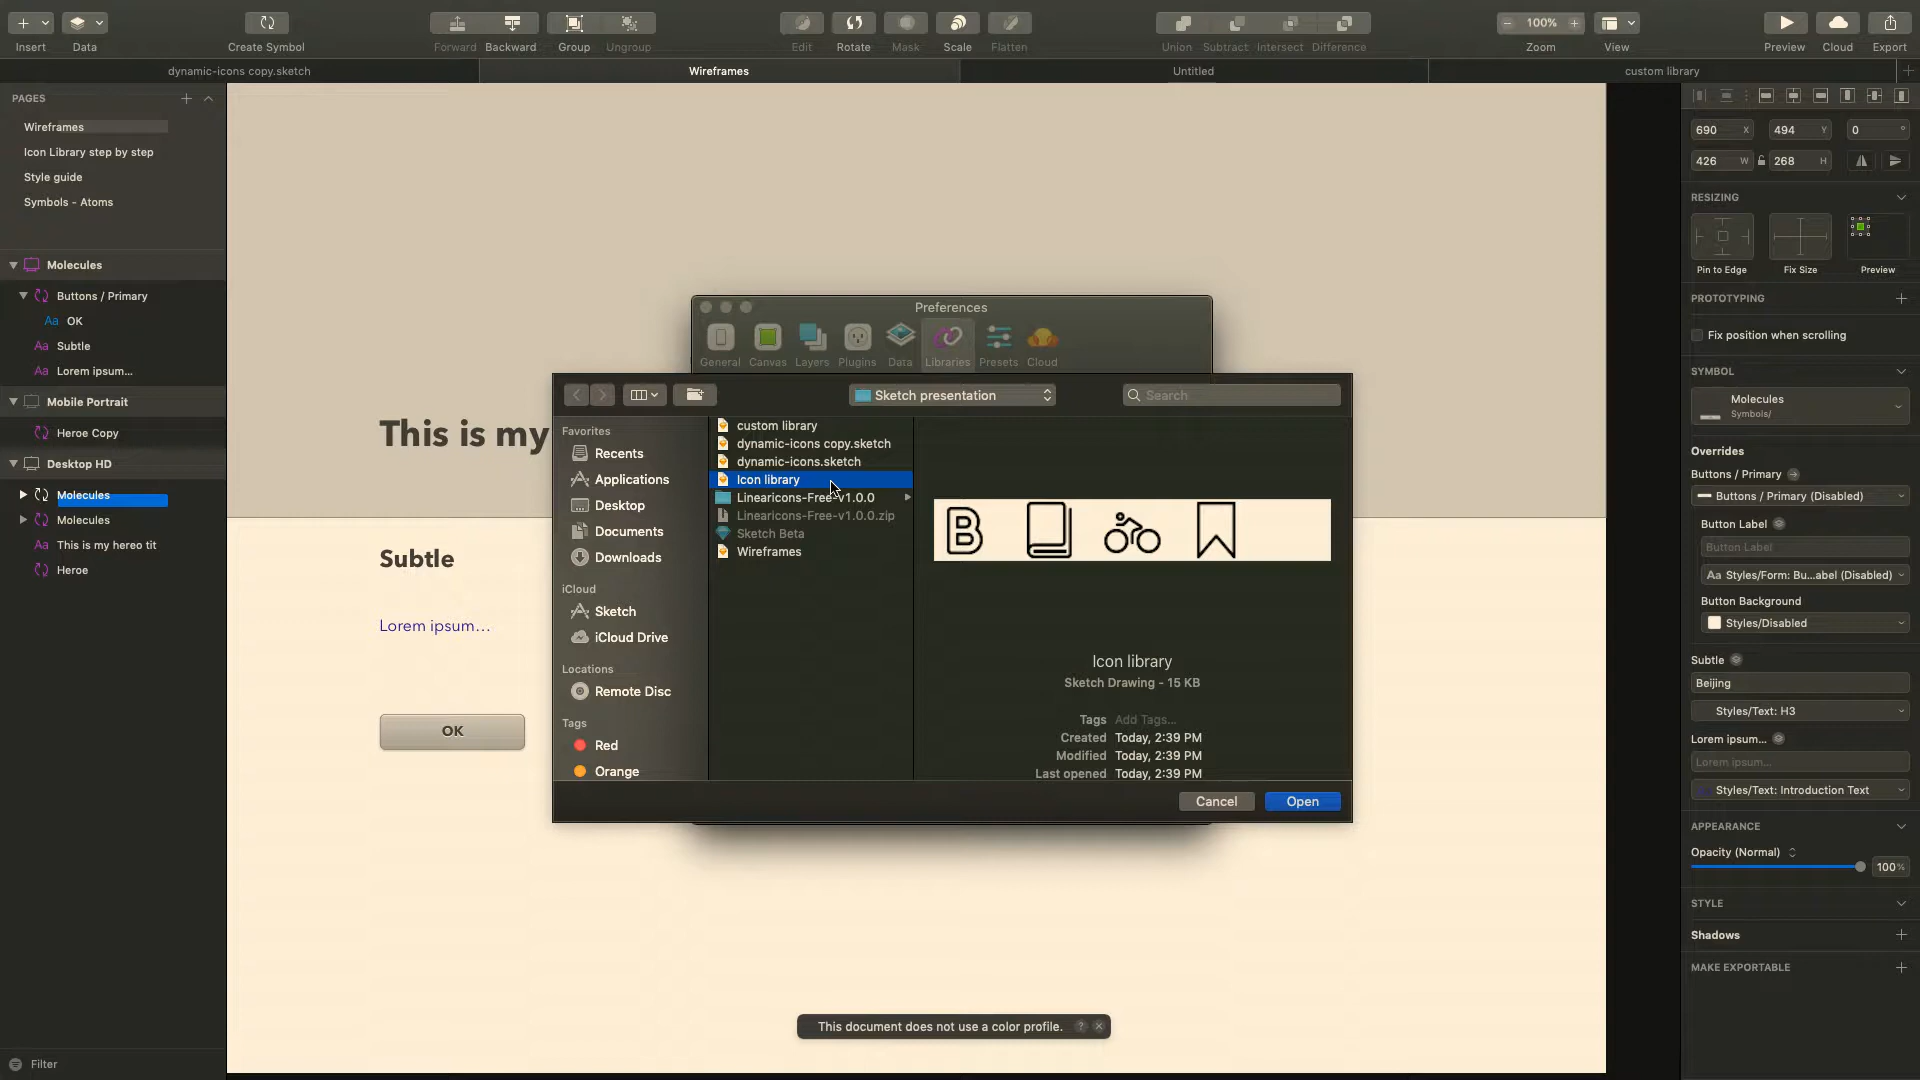 Insert
Data
Create Symbol
Forward
Backward
Group
Ungroup
Edit
Rotate
Mask
Scale
Flatten
Union
Subtract
Intersect
Difference
100%
Zoom
View
Preview
Cloud
Export
dynamic-icons copy.sketch
Wireframes
Untitled
custom library
PAGES
Wireframes
Icon Library step by step
Style guide
Symbols - Atoms
Molecules
Buttons / Primary
Aa OK
Aa Subtle
Aa Lorem ipsum...
Mobile Portrait
Heroe Copy
Desktop HD
Molecules
Molecules
Aa This is my hereo tit
Heroe
Filter
This is my
Subtle
Lorem ipsum...
OK
Preferences
General
Canvas
Layers
Plugins
Data
Libraries
Presets
Cloud
Sketch presentation
Search
Favorites
Recents
Applications
Desktop
Documents
Downloads
iCloud
Sketch
iCloud Drive
Locations
Remote Disc
Tags
Red
Orange
custom library
dynamic-icons copy.sketch
dynamic-icons.sketch
Icon library
Linearicons-Free-v1.0.0
Linearicons-Free-v1.0.0.zip
Sketch Beta
Wireframes
Icon library
Sketch Drawing - 15 KB
Tags Add Tags...
Created Today, 2:39 PM
Modified Today, 2:39 PM
Last opened Today, 2:39 PM
Cancel
Open
This document does not use a color profile. ?
690 X
494 Y
0 °
426 W
268 H
RESIZING
Pin to Edge
Fix Size
Preview
PROTOTYPING
Fix position when scrolling
SYMBOL
Molecules
Symbols/
Overrides
Buttons / Primary
Buttons / Primary (Disabled)
Button Label
Button Label
Aa Styles/Form: Bu...abel (Disabled)
Button Background
Styles/Disabled
Subtle
Beijing
Styles/Text: H3
Lorem ipsum...
Lorem ipsum...
Styles/Text: Introduction Text
APPEARANCE
Opacity (Normal)
100%
STYLE
Shadows
MAKE EXPORTABLE